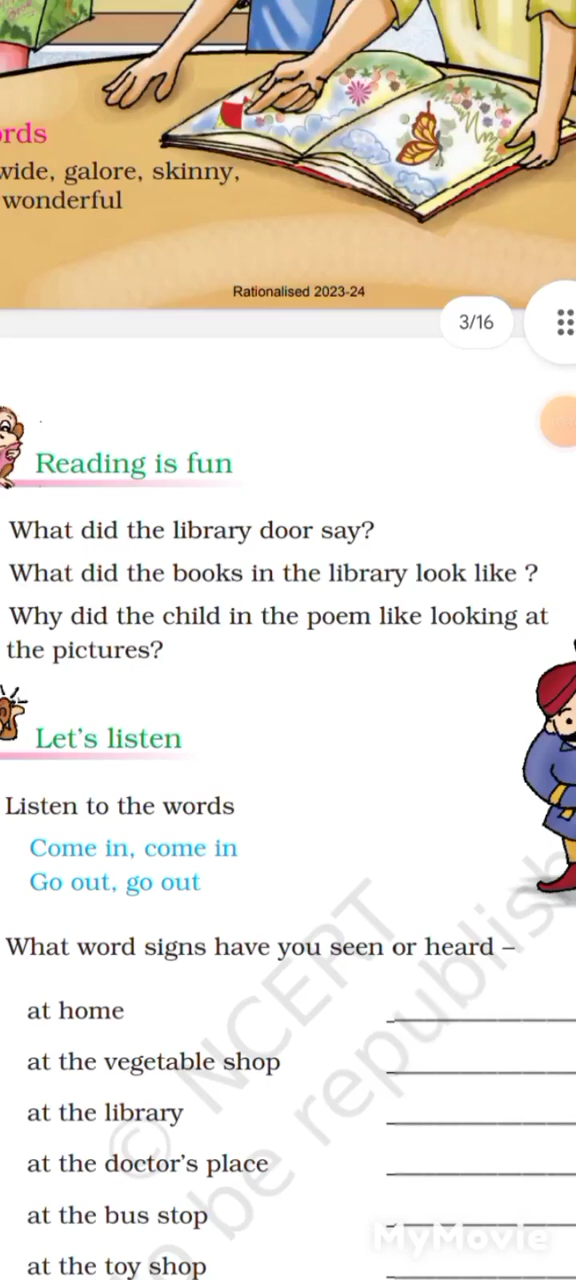 wide, galore, skinny,
wonderful
Rationalised 2023-24
3/16
Reading is fun
What did the library door say?
What did the books in the library look like ?
Why did the child in the poem like looking at
the pictures?
Let's listen
Listen to the words
Come in, come in
Go out, go out
What word signs have you seen or heard –
at home
at the vegetable shop
at the library
at the doctor's place
at the bus stop
at the toy shop
© NCERT
be republish
MyMovie